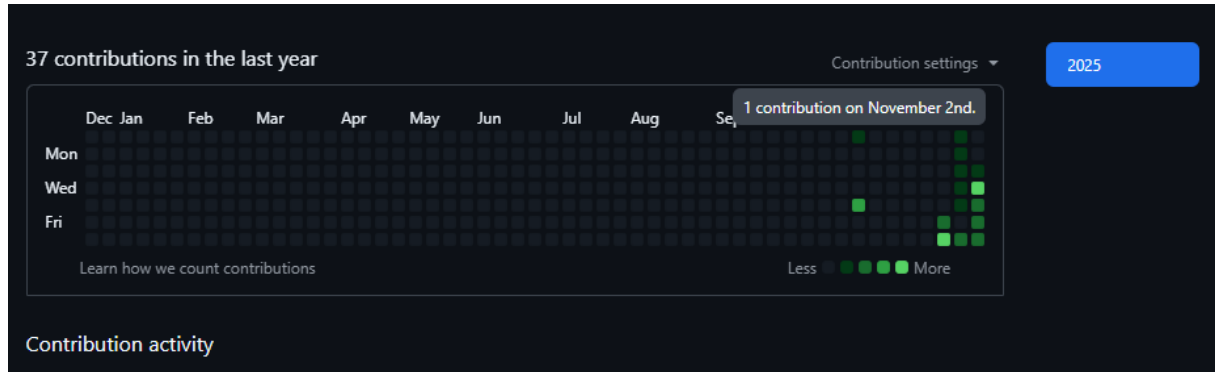 37 contributions in the last year
Contribution settings
2025
1 contribution on November 2nd.
Dec Jan Feb Mar Apr May Jun Jul Aug
Mon
Wed
Fri
Learn how we count contributions
Less More
Contribution activity